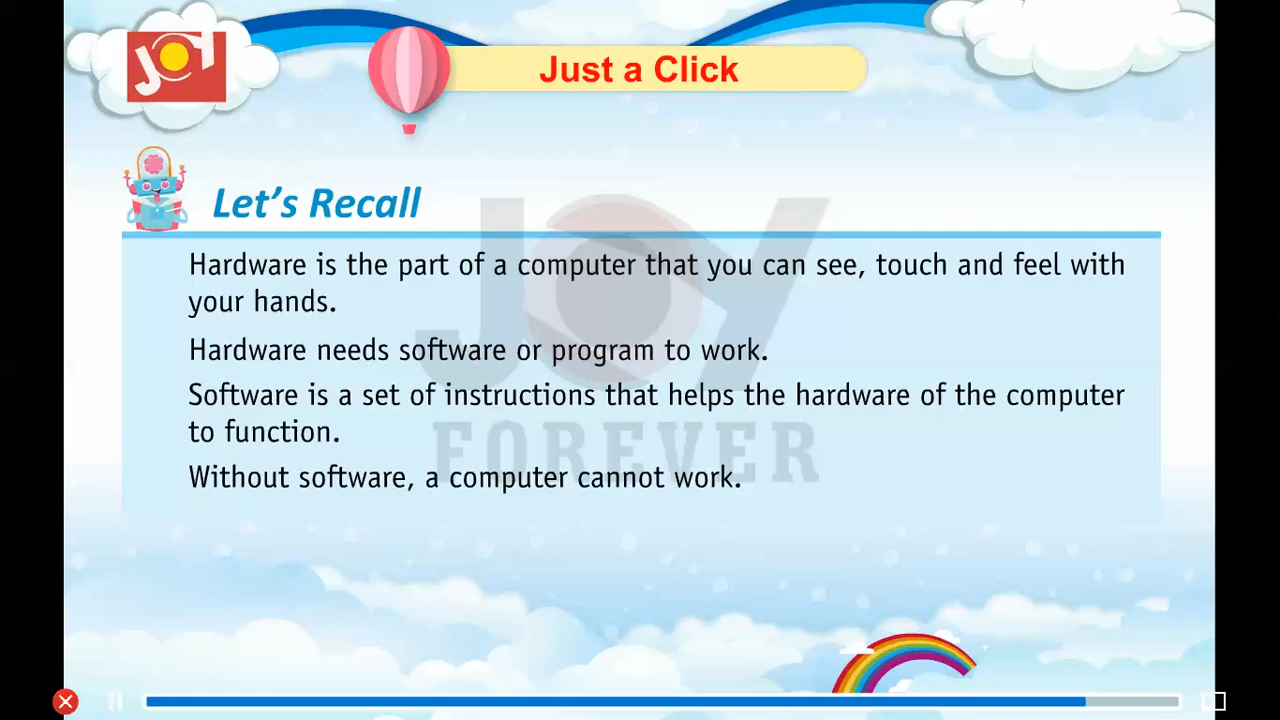 JOY
Just a Click
Let's Recall
Hardware is the part of a computer that you can see, touch and feel with
your hands.
Hardware needs software or program to work.
Software is a set of instructions that helps the hardware of the computer
to function.
Without software, a computer cannot work.
JOY
FOREVER